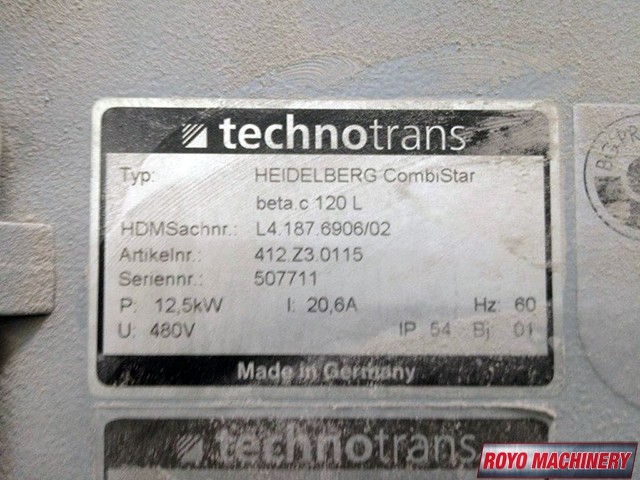 technotrans
Typ: HEIDELBERG CombiStar
beta.c 120 L
HDMSachnr.: L4.187.6906/02
Artikelnr.: 412.Z3.0115
Seriennr.: 507711
P: 12,5kW I: 20,6A Hz: 60
U: 480V IP 54 Bj 01
Made in Germany
technotrans
ROYO MACHINERY